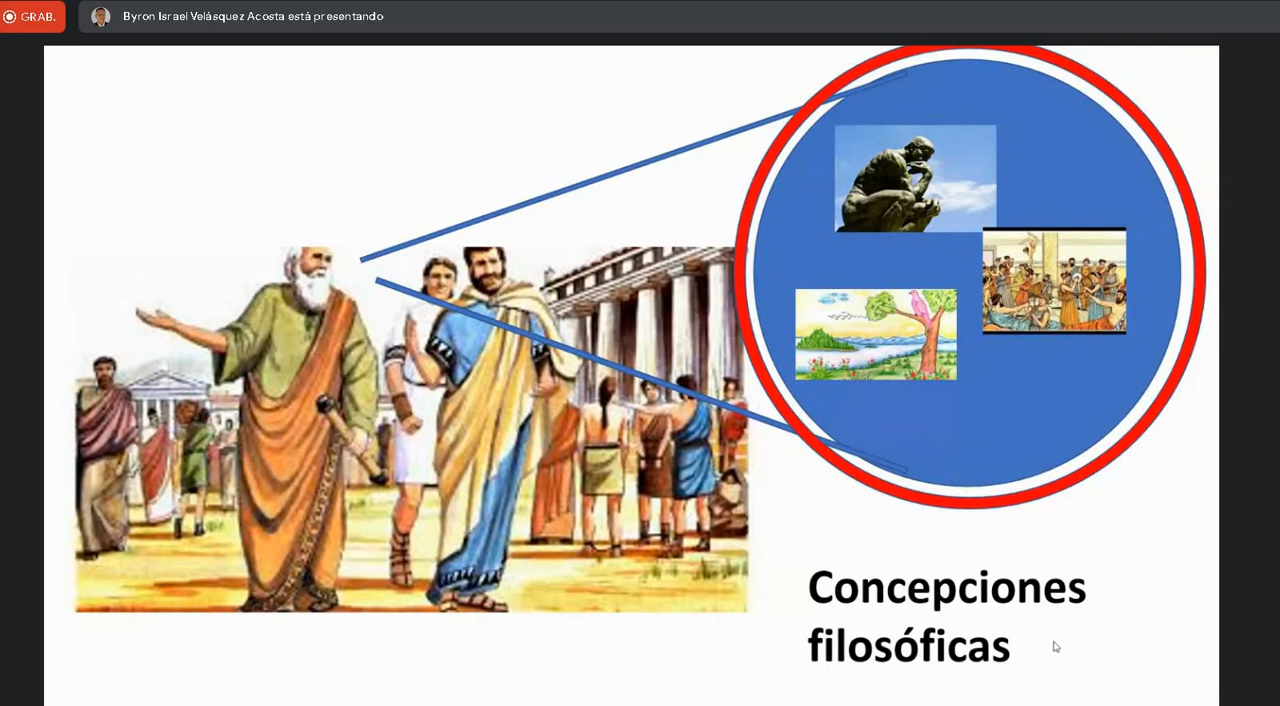 GRAB.
Byron Israel Velásquez Acosta está presentando
Concepciones
filosóficas